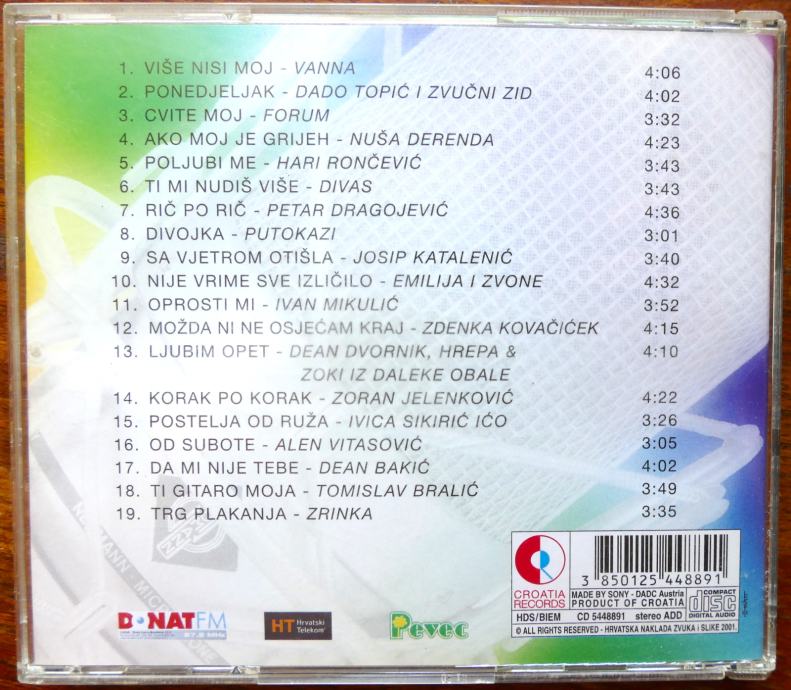 1. VIŠE NISI MOJ - VANNA 4:06
2. PONEDJELJAK - DADO TOPIĆ I ZVUČNI ZID 4:02
3. CVITE MOJ - FORUM 3:32
4. AKO MOJ JE GRIJEH - NUŠA DERENDA 4:23
5. POLJUBI ME - HARI RONČEVIĆ 3:43
6. TI MI NUDIŠ VIŠE - DIVAS 3:43
7. RIČ PO RIČ - PETAR DRAGOJEVIĆ 4:36
8. DIVOJKA - PUTOKAZI 3:01
9. SA VJETROM OTIŠLA - JOSIP KATALENIĆ 3:40
10. NIJE VRIME SVE IZLIČILO - EMILIJA I ZVONE 4:32
11. OPROSTI MI - IVAN MIKULIĆ 3:52
12. MOŽDA NI NE OSJEĆAM KRAJ - ZDENKA KOVAČIĆEK 4:15
13. LJUBIM OPET - DEAN DVORNIK, HREPA & 4:10
ZOKI IZ DALEKE OBALE
14. KORAK PO KORAK - ZORAN JELENKOVIĆ 4:22
15. POSTELJA OD RUŽA - IVICA SIKIRIĆ IĆO 3:26
16. OD SUBOTE - ALEN VITASOVIĆ 3:05
17. DA MI NIJE TEBE - DEAN BAKIĆ 4:02
18. TI GITARO MOJA - TOMISLAV BRALIĆ 3:49
19. TRG PLAKANJA - ZRINKA 3:35
DONAT FM
97.2 MHz
HT Hrvatski Telekom
Pevec
CROATIA RECORDS
3 850125 448891
MADE BY SONY - DADC Austria
PRODUCT OF CROATIA
COMPACT disc DIGITAL AUDIO
HDS/BIEM CD 5448891 stereo ADD
© ALL RIGHTS RESERVED - HRVATSKA NAKLADA ZVUKA i SLIKE 2001.